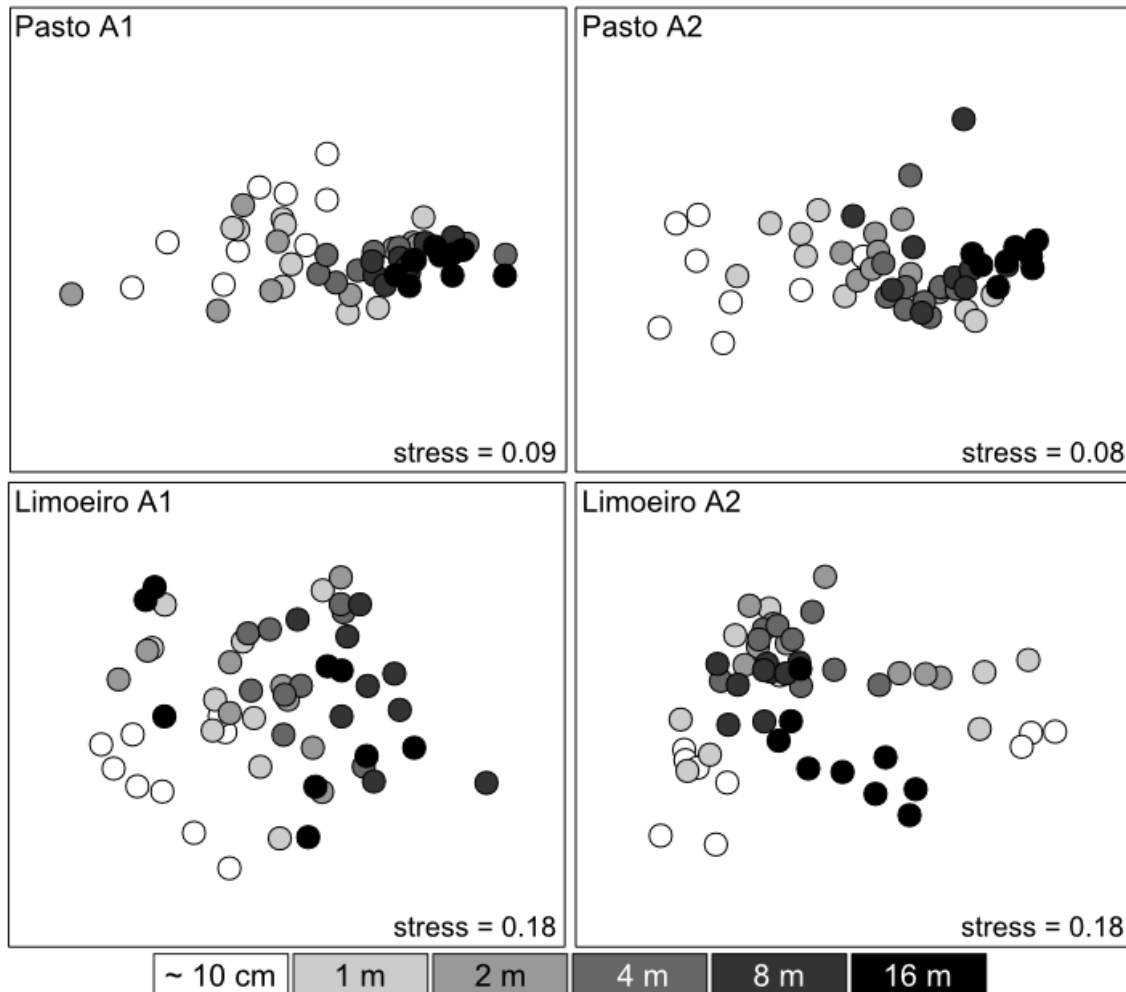 Pasto A1
stress = 0.09
Pasto A2
stress = 0.08
Limoeiro A1
stress = 0.18
Limoeiro A2
stress = 0.18
~ 10 cm 1 m 2 m 4 m 8 m 16 m